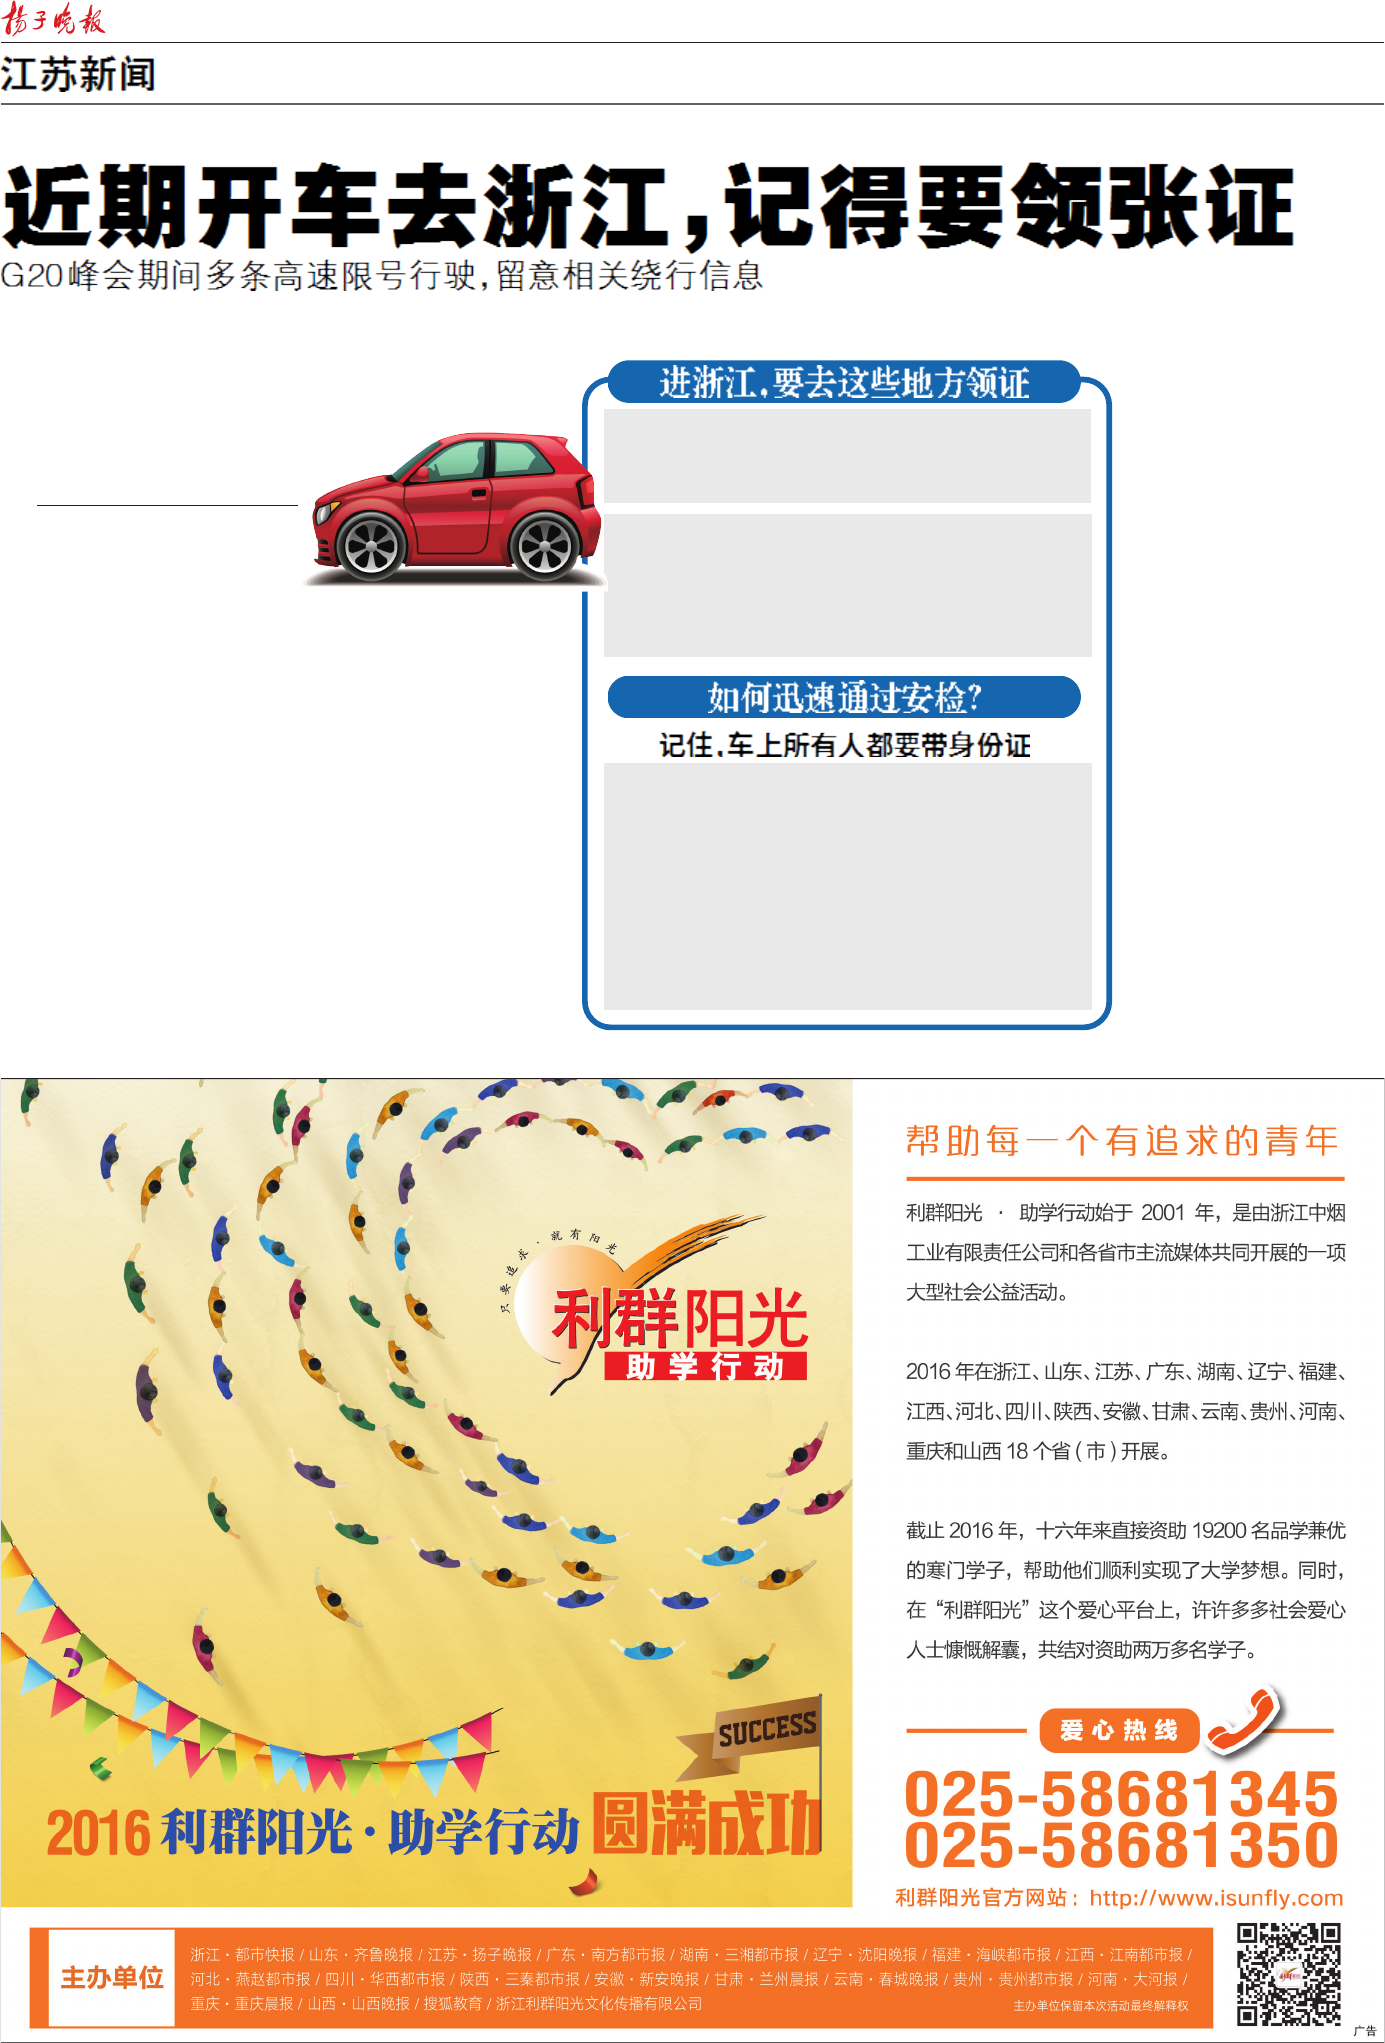 扬子晚报
江苏新闻
近期开车去浙江,记得要领张证
G20峰会期间多条高速限号行驶,留意相关绕行信息
进浙江,要去这些地方领证
如何迅速通过安检?
记住,车上所有人都要带身份证
只要追求·就有阳光
利群阳光
助学行动
SUCCESS
2016利群阳光·助学行动圆满成功
帮助每一个有追求的青年
利群阳光 · 助学行动始于 2001 年，是由浙江中烟
工业有限责任公司和各省市主流媒体共同开展的一项
大型社会公益活动。
2016 年在浙江、山东、江苏、广东、湖南、辽宁、福建、
江西、河北、四川、陕西、安徽、甘肃、云南、贵州、河南、
重庆和山西 18 个省 ( 市 ) 开展。
截止 2016 年，十六年来直接资助 19200 名品学兼优
的寒门学子，帮助他们顺利实现了大学梦想。同时，
在“利群阳光”这个爱心平台上，许许多多社会爱心
人士慷慨解囊，共结对资助两万多名学子。
爱心热线
025-58681345
025-58681350
利群阳光官方网站：http://www.isunfly.com
主办单位
浙江·都市快报 / 山东·齐鲁晚报 / 江苏·扬子晚报 / 广东·南方都市报 / 湖南·三湘都市报 / 辽宁·沈阳晚报 / 福建·海峡都市报 / 江西·江南都市报 /
河北·燕赵都市报 / 四川·华西都市报 / 陕西·三秦都市报 / 安徽·新安晚报 / 甘肃·兰州晨报 / 云南·春城晚报 / 贵州·贵州都市报 / 河南·大河报 /
重庆·重庆晨报 / 山西·山西晚报 / 搜狐教育 / 浙江利群阳光文化传播有限公司
主办单位保留本次活动最终解释权
广告